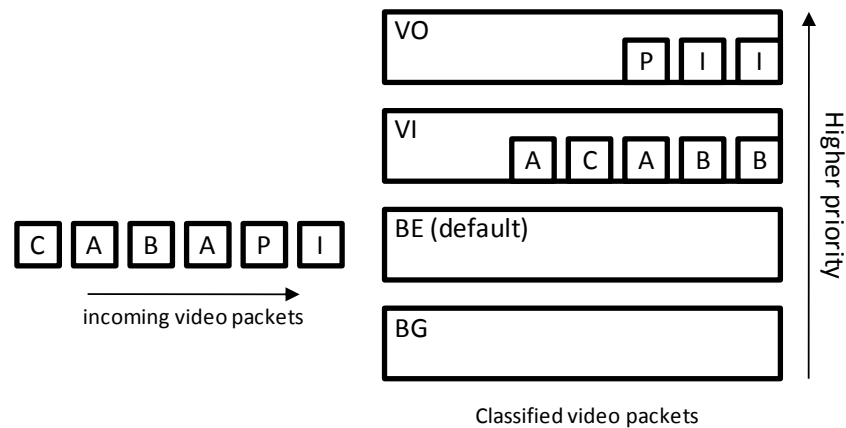 VO
P I I
VI
A C A B B
C A B A P I
BE (default)
incoming video packets
BG
Higher priority
Classified video packets